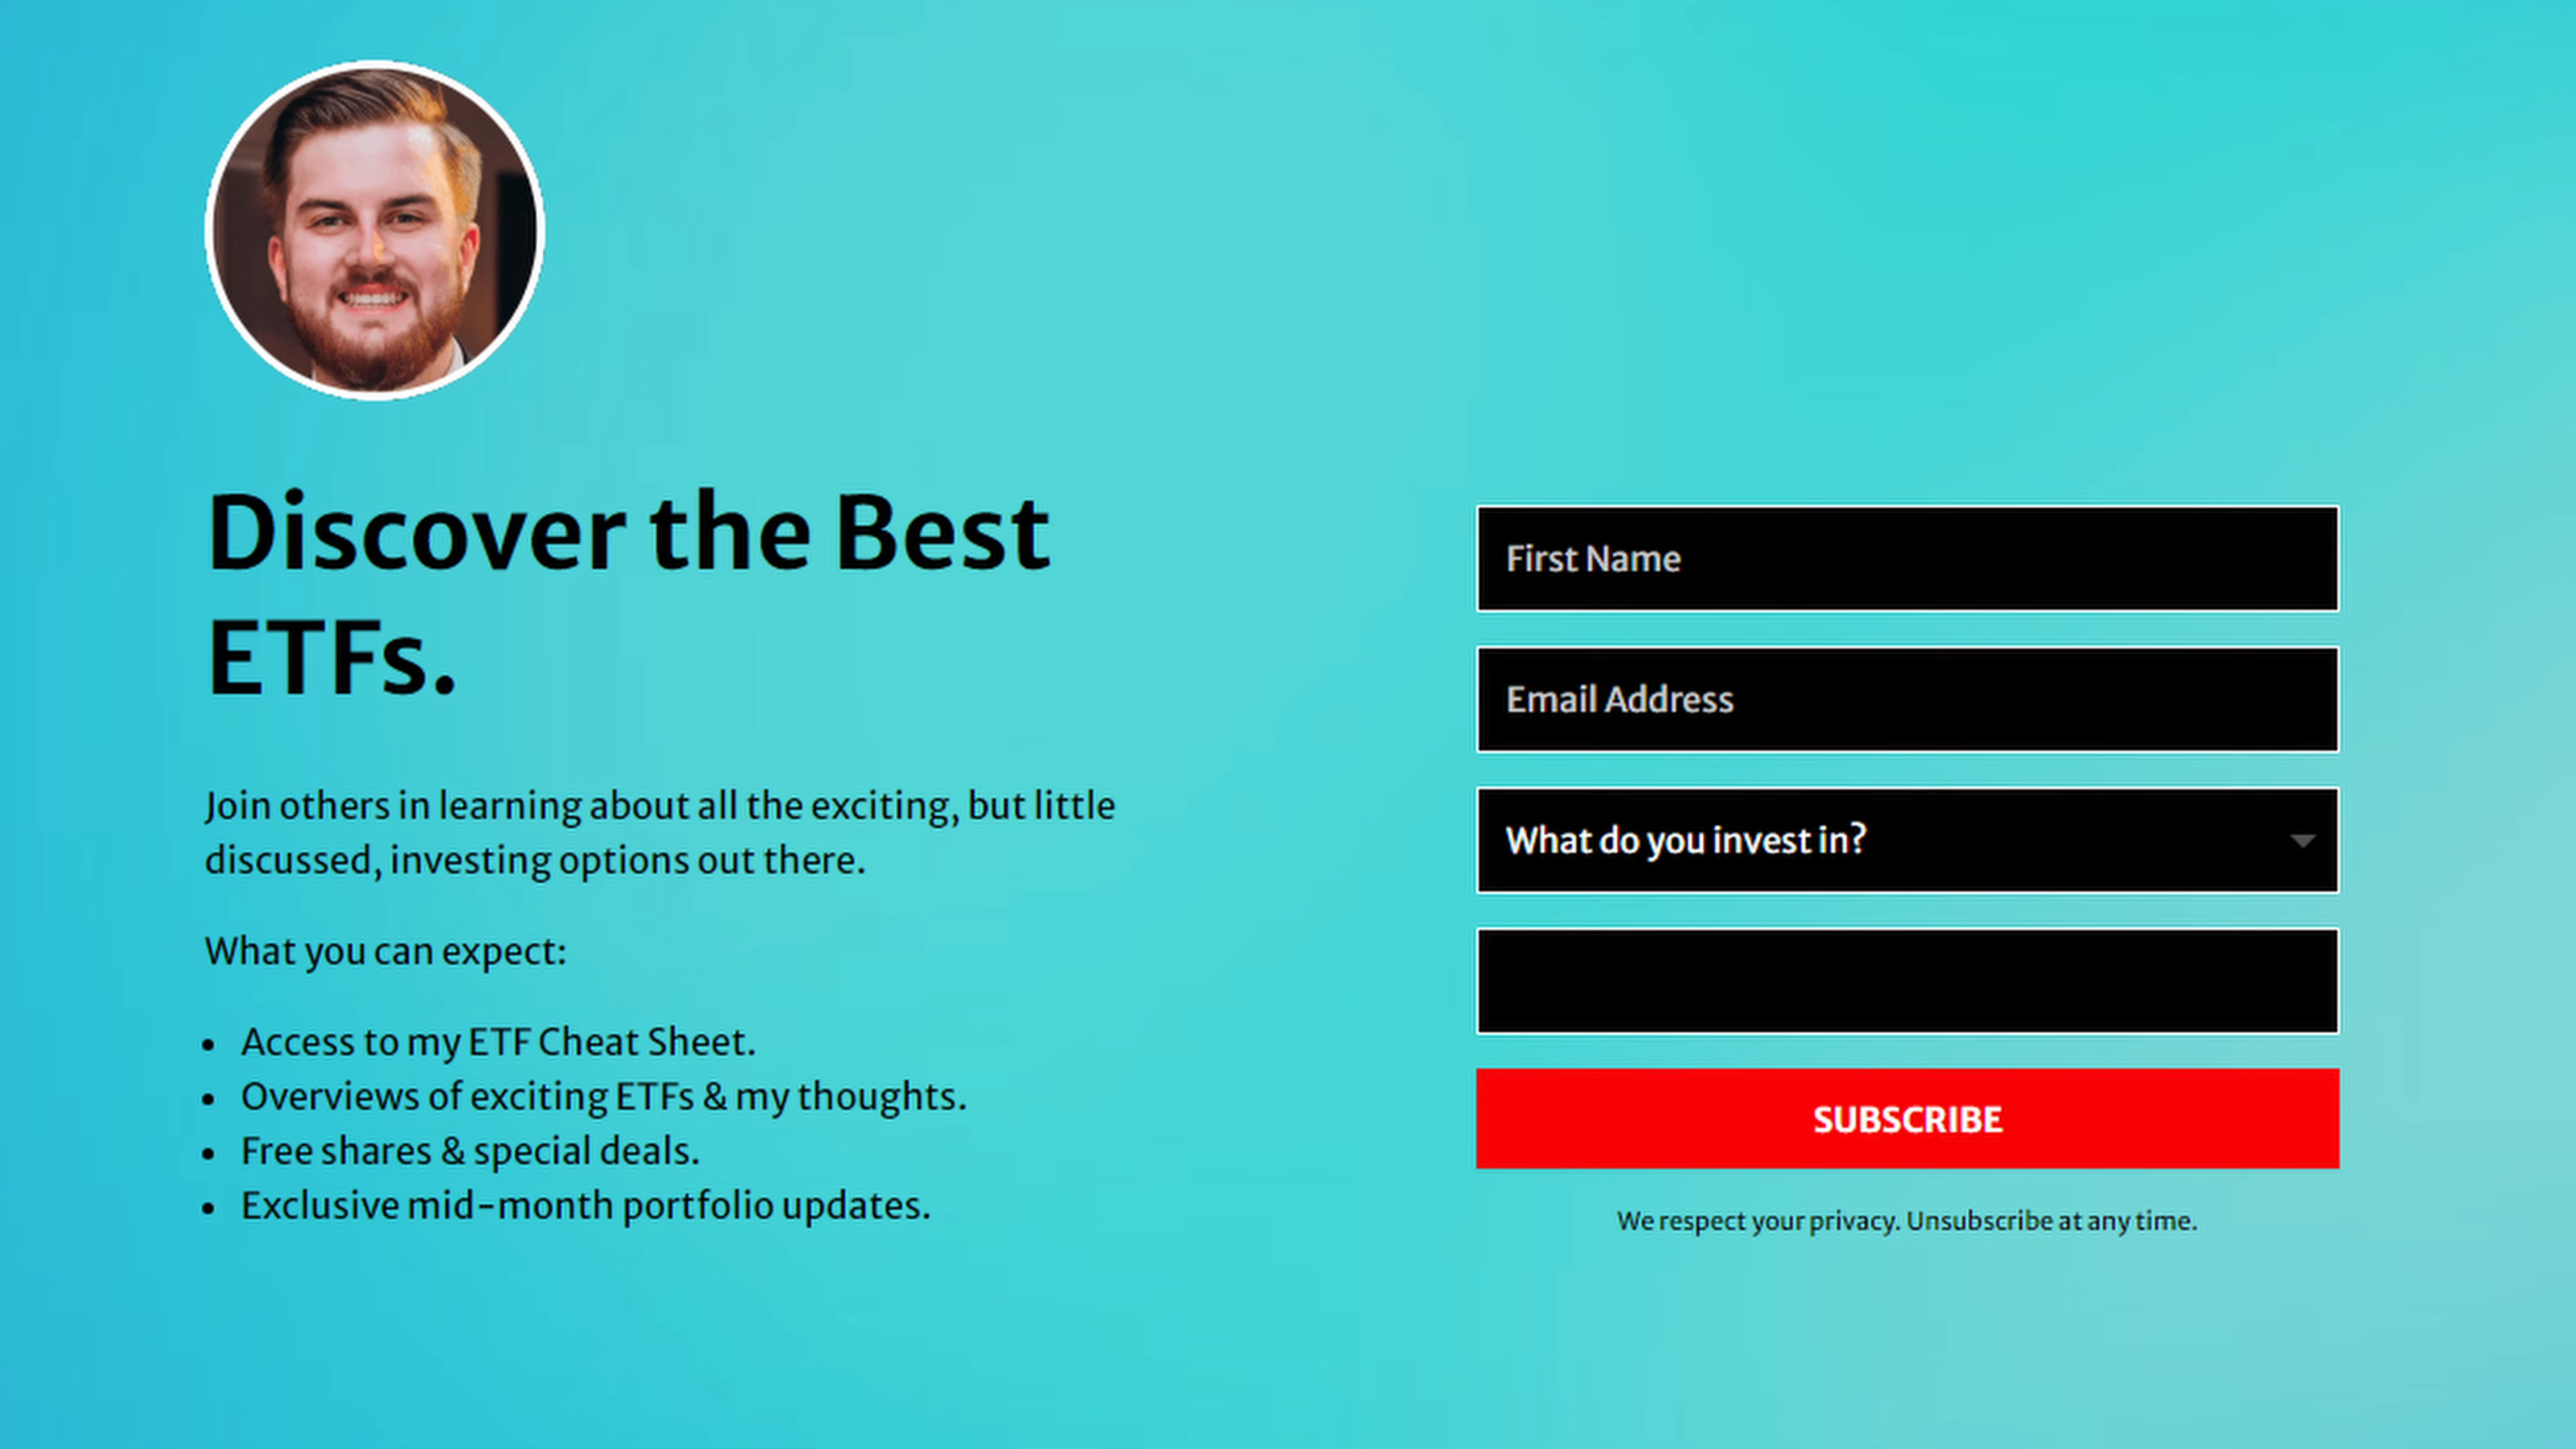 Discover the Best
ETFs.
Join others in learning about all the exciting, but little
discussed, investing options out there.
What you can expect:
• Access to my ETF Cheat Sheet.
• Overviews of exciting ETFs & my thoughts.
• Free shares & special deals.
• Exclusive mid-month portfolio updates.
First Name
Email Address
What do you invest in?
SUBSCRIBE
We respect your privacy. Unsubscribe at any time.